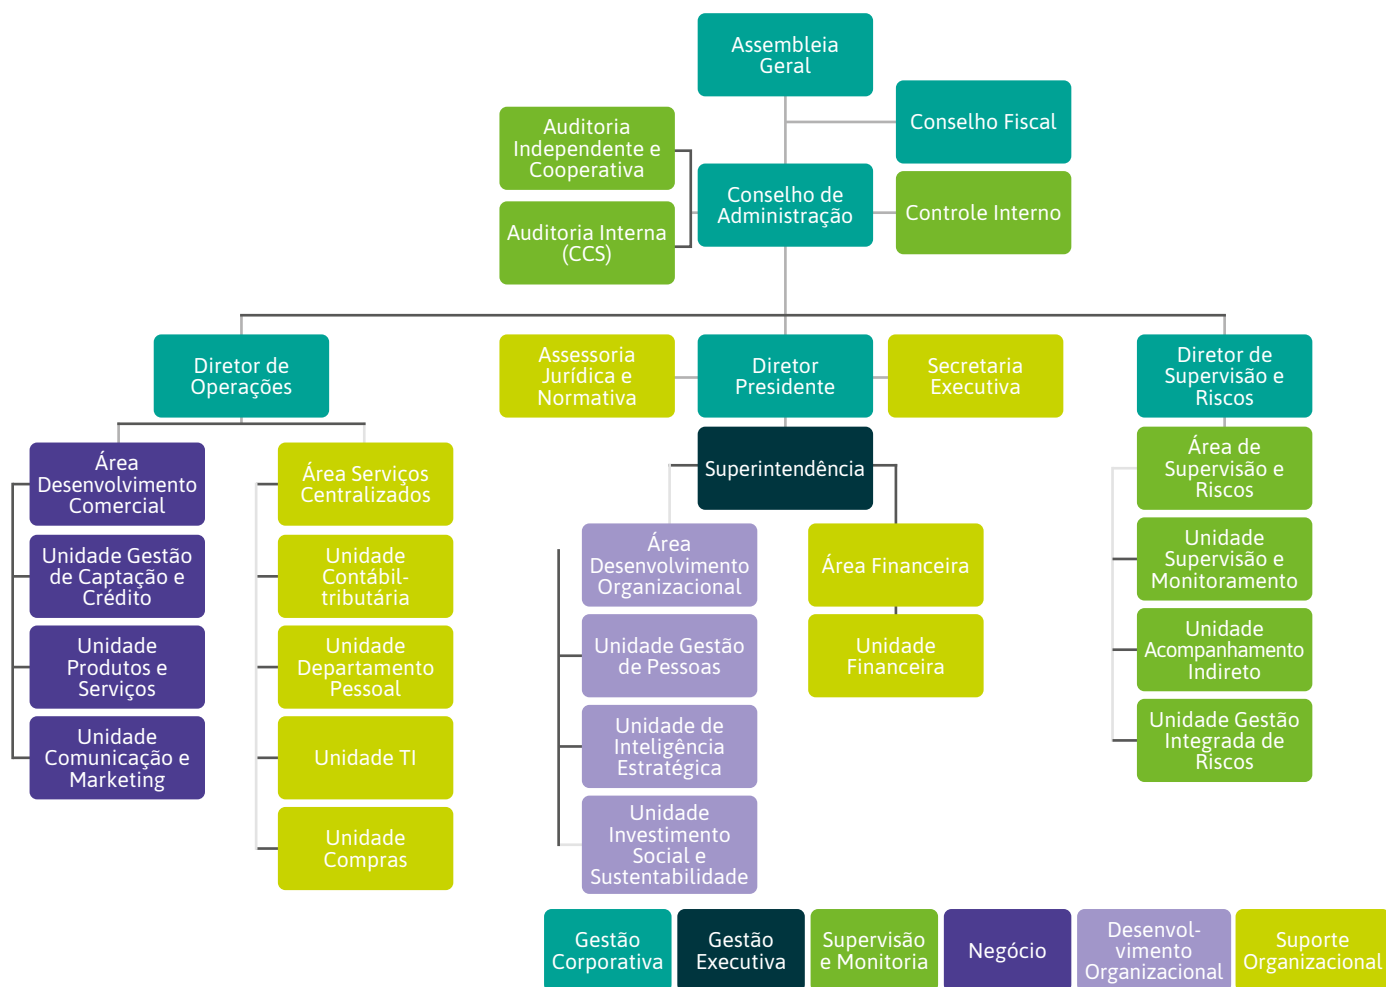 Assembleia
Geral
Conselho Fiscal
Auditoria
Independente e
Cooperativa
Conselho de
Administração
Controle Interno
Auditoria Interna
(CCS)
Diretor de
Operações
Assessoria
Jurídica e
Normativa
Diretor
Presidente
Secretaria
Executiva
Diretor de
Supervisão e
Riscos
Área
Desenvolvimento
Comercial
Unidade Gestão
de Captação e
Crédito
Unidade
Produtos e
Serviços
Unidade
Comunicação e
Marketing
Área Serviços
Centralizados
Unidade
Contábil-
tributária
Unidade
Departamento
Pessoal
Unidade TI
Unidade
Compras
Superintendência
Área
Desenvolvimento
Organizacional
Unidade Gestão
de Pessoas
Unidade de
Inteligência
Estratégica
Unidade
Investimento
Social e
Sustentabilidade
Área Financeira
Unidade
Financeira
Área de
Supervisão e
Riscos
Unidade
Supervisão e
Monitoramento
Unidade
Acompanhamento
Indireto
Unidade Gestão
Integrada de
Riscos
Gestão
Corporativa
Gestão
Executiva
Supervisão
e Monitoria
Negócio
Desenvol-
vimento
Organizacional
Suporte
Organizacional